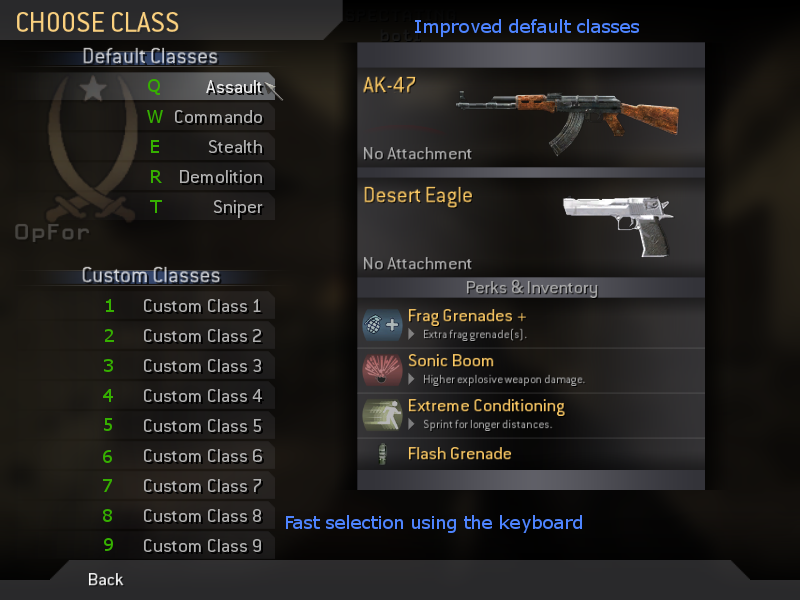 CHOOSE CLASS
Improved default classes
Default Classes
Q Assault
W Commando
E Stealth
R Demolition
T Sniper
OpFor
Custom Classes
1 Custom Class 1
2 Custom Class 2
3 Custom Class 3
4 Custom Class 4
5 Custom Class 5
6 Custom Class 6
7 Custom Class 7
8 Custom Class 8
9 Custom Class 9
Back
AK-47
No Attachment
Desert Eagle
No Attachment
Perks & Inventory
Frag Grenades +
Extra frag grenade(s).
Sonic Boom
Higher explosive weapon damage.
Extreme Conditioning
Sprint for longer distances.
Flash Grenade
Fast selection using the keyboard